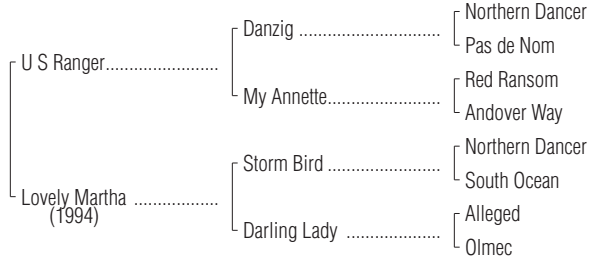 Northern Dancer
Danzig ..............................
Pas de Nom
U S Ranger........................
Red Ransom
My Annette........................
Andover Way
Northern Dancer
Storm Bird ........................
South Ocean
Lovely Martha ..................
(1994)
Alleged
Darling Lady ....................
Olmec